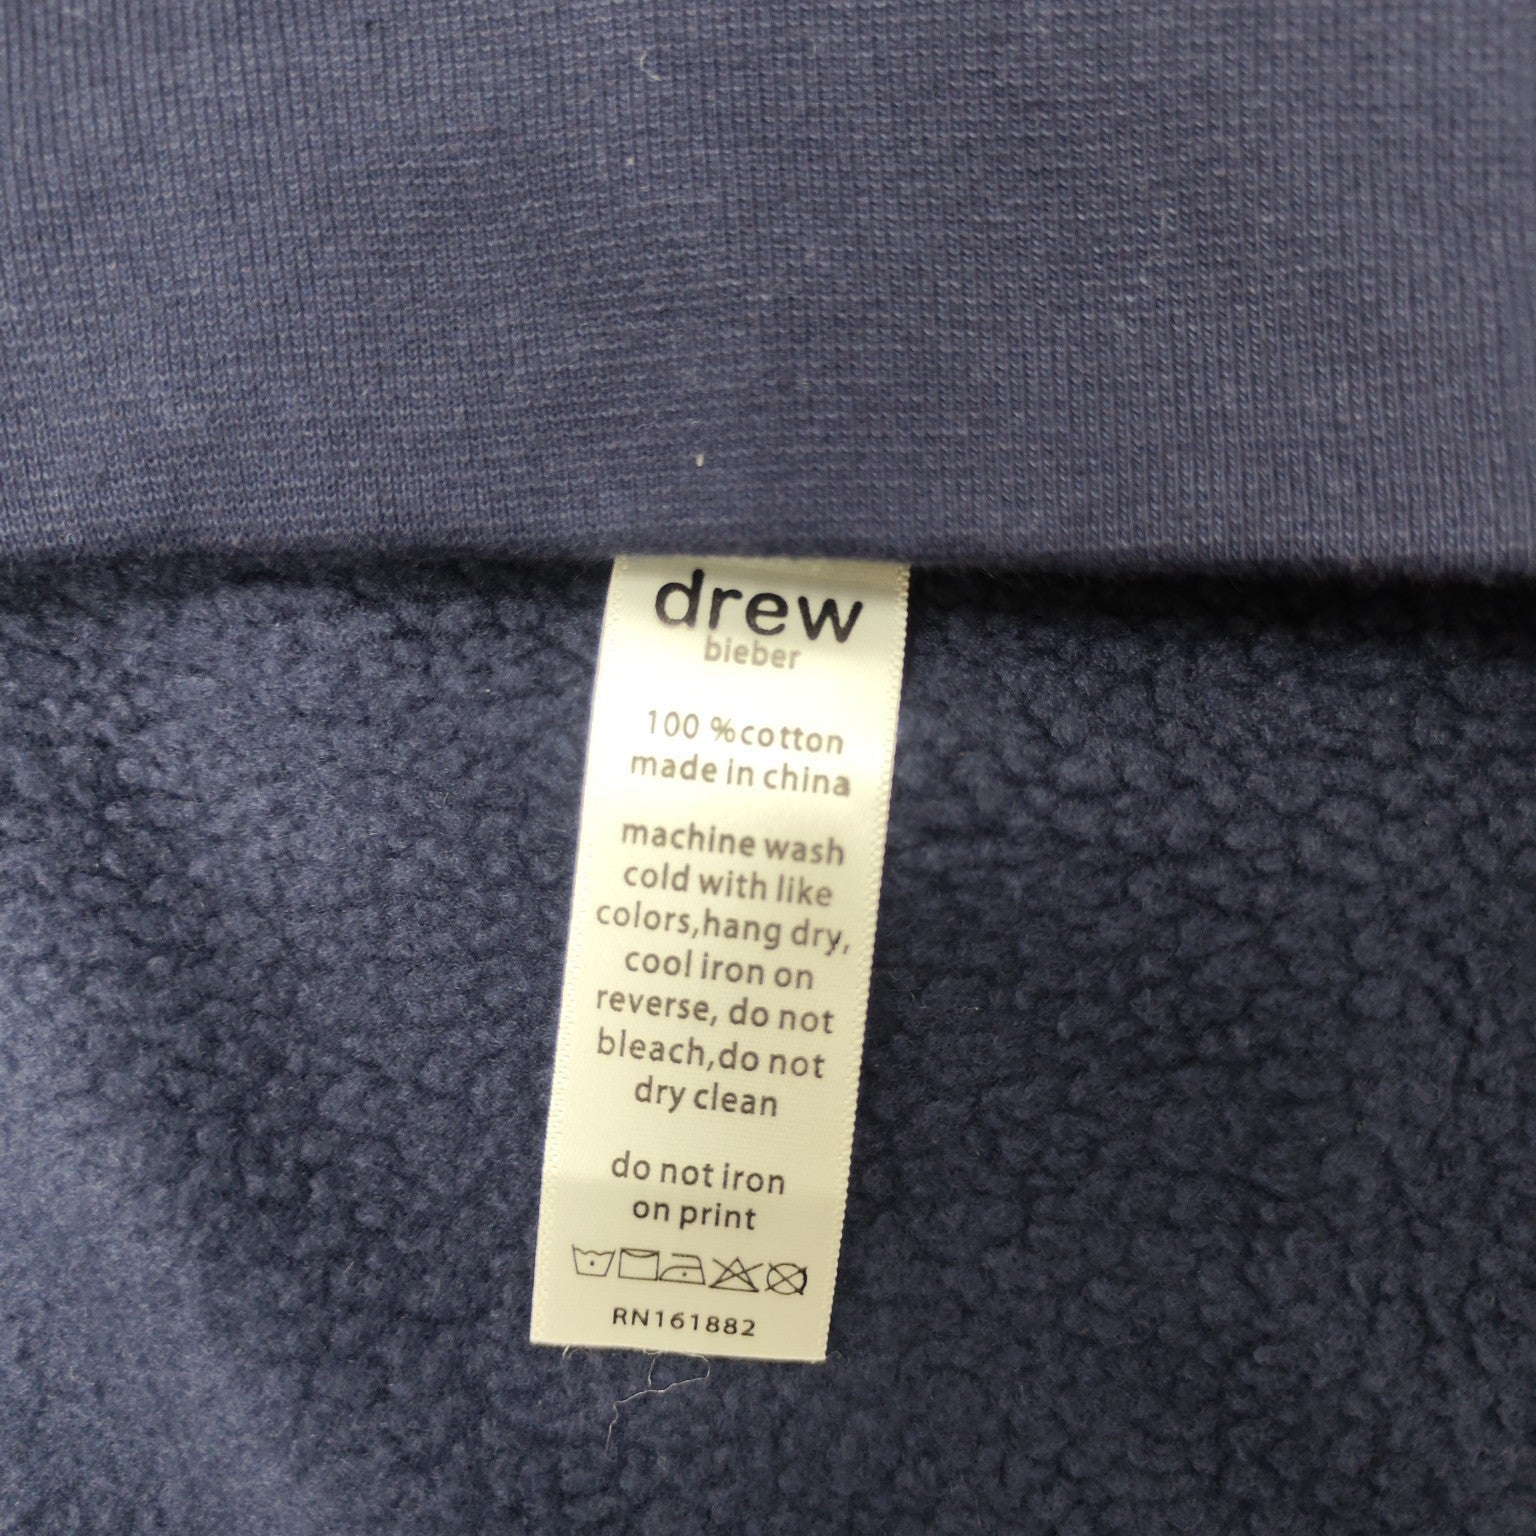 drew
bieber
100 %cotton
made in china
machine wash
cold with like
colors,hang dry,
cool iron on
reverse, do not
bleach,do not
dry clean
do not iron
on print
RN161882